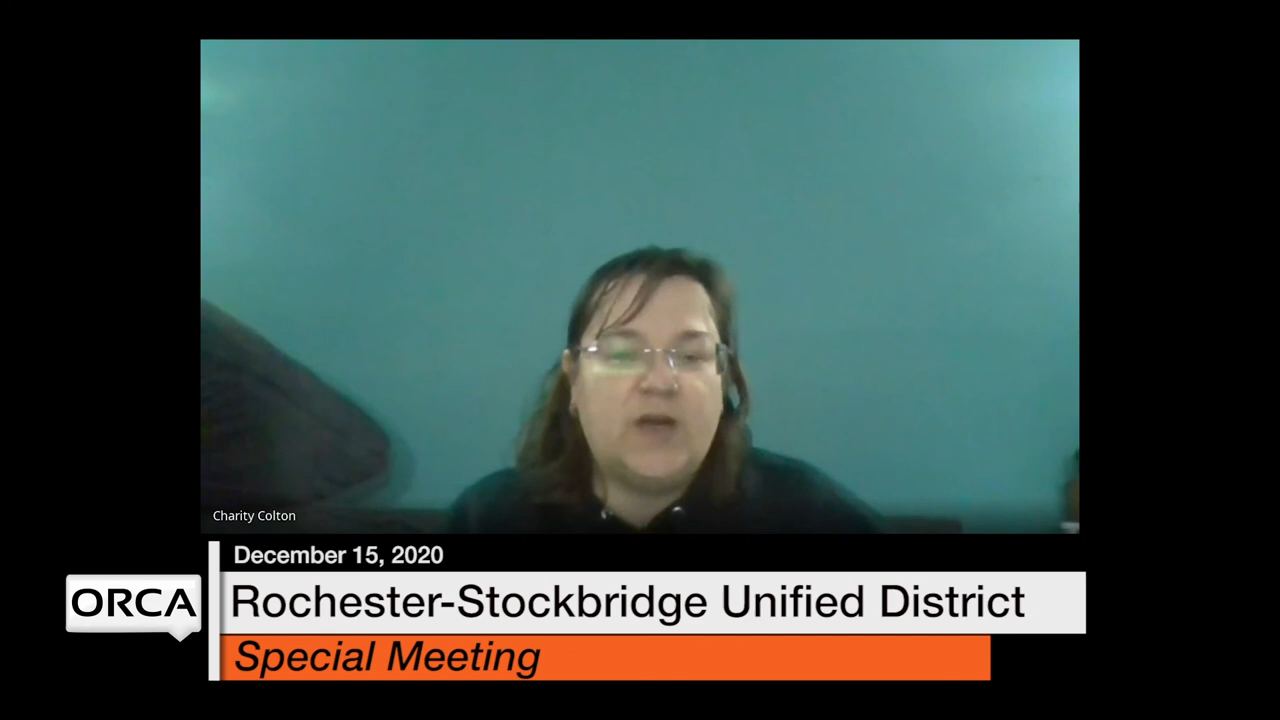 Charity Colton
December 15, 2020
ORCA
Rochester-Stockbridge Unified District
Special Meeting